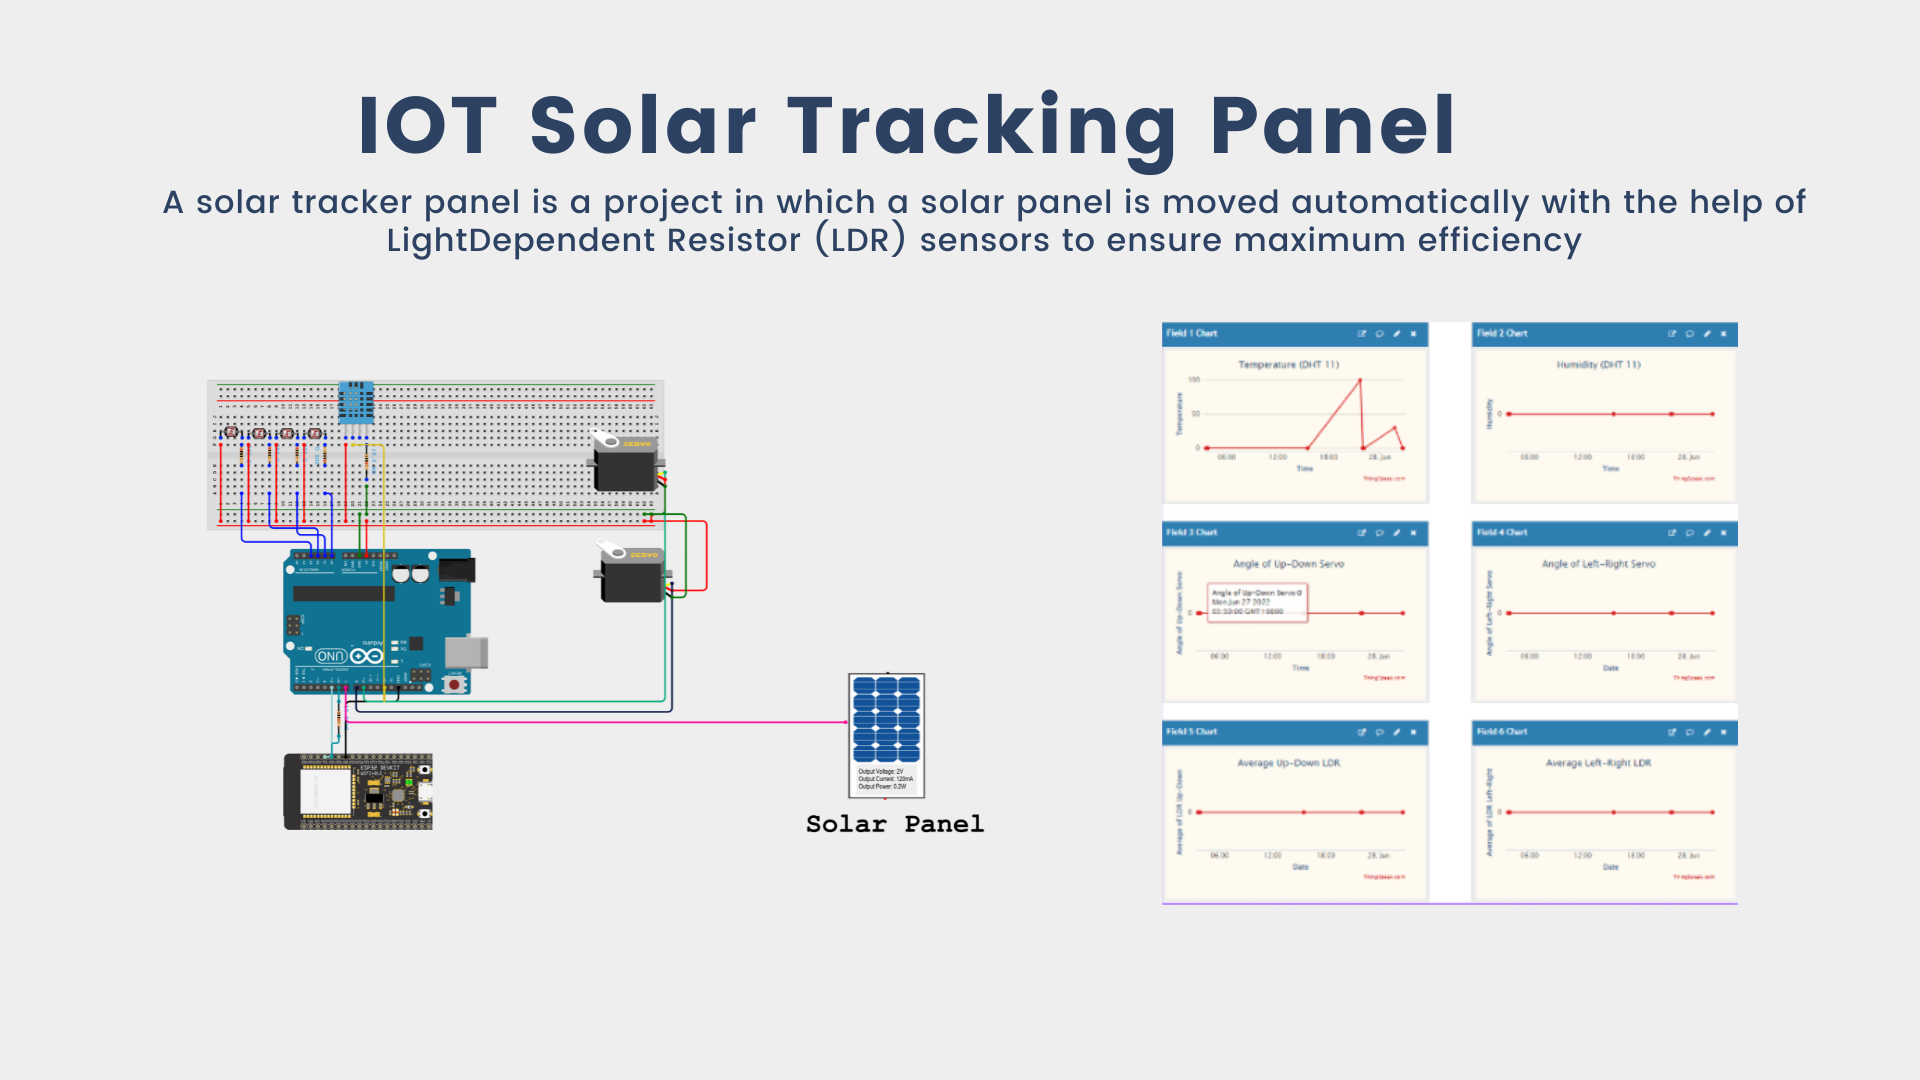 IOT Solar Tracking Panel
A solar tracker panel is a project in which a solar panel is moved automatically with the help of
LightDependent Resistor (LDR) sensors to ensure maximum efficiency
SERVO
SERVO
UNO
Arduino
ESP32 DEVKIT
Output Voltage: 2V
Output Current: 120mA
Output Power: 0.2W
Solar Panel
Field 1 Chart
Temperature (DHT 11)
Temperature
100
50
0
06:00 12:00 18:00 28. Jun
Time
ThingSpeak.com
Field 2 Chart
Humidity (DHT 11)
Humidity
0
06:00 12:00 18:00 28. Jun
Time
ThingSpeak.com
Field 3 Chart
Angle of Up-Down Servo
Angle of Up-Down Servo
0
Angle of Up-Down Servo:0
Mon Jun 27 2022
06:00 12:00 18:00 28. Jun
Time
ThingSpeak.com
Field 4 Chart
Angle of Left-Right Servo
Angle of Left-Right Servo
0
06:00 12:00 18:00 28. Jun
Date
ThingSpeak.com
Field 5 Chart
Average Up-Down LDR
Average of LDR Up-Down
0
06:00 12:00 18:00 28. Jun
Date
ThingSpeak.com
Field 6 Chart
Average Left-Right LDR
Average of LDR Left-Right
0
06:00 12:00 18:00 28. Jun
Date
ThingSpeak.com